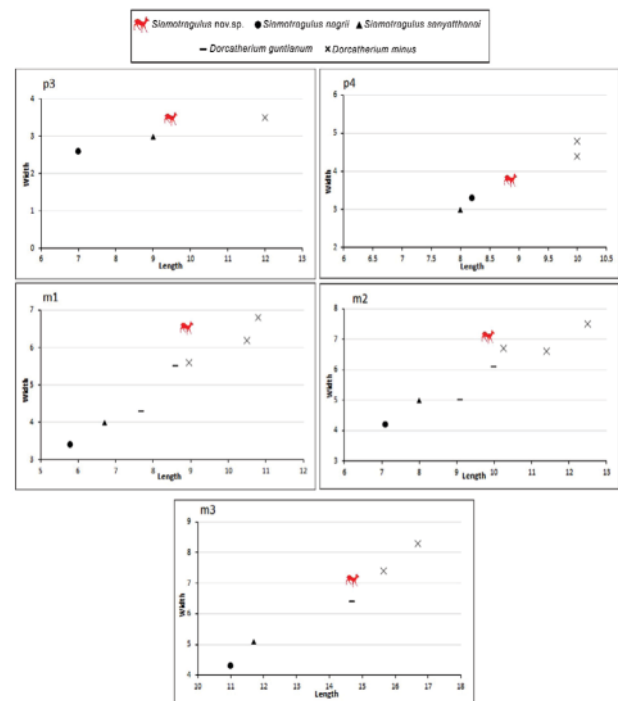 Siamotragulus nov.sp. Siamotragulus nagrii Siamotragulus sanyatthanai
Dorcatherium guntianum Dorcatherium minus
p3
4
3
2
1
0
6 7 8 9 10 11 12 13
Width
Length
p4
6
5
4
3
2
6 6.5 7 7.5 8 8.5 9 9.5 10 10.5
Width
Length
m1
7
6
5
4
3
5 6 7 8 9 10 11 12
Width
Length
m2
8
7
6
5
4
3
6 7 8 9 10 11 12 13
Width
Length
m3
9
8
7
6
5
4
10 11 12 13 14 15 16 17 18
Width
Length